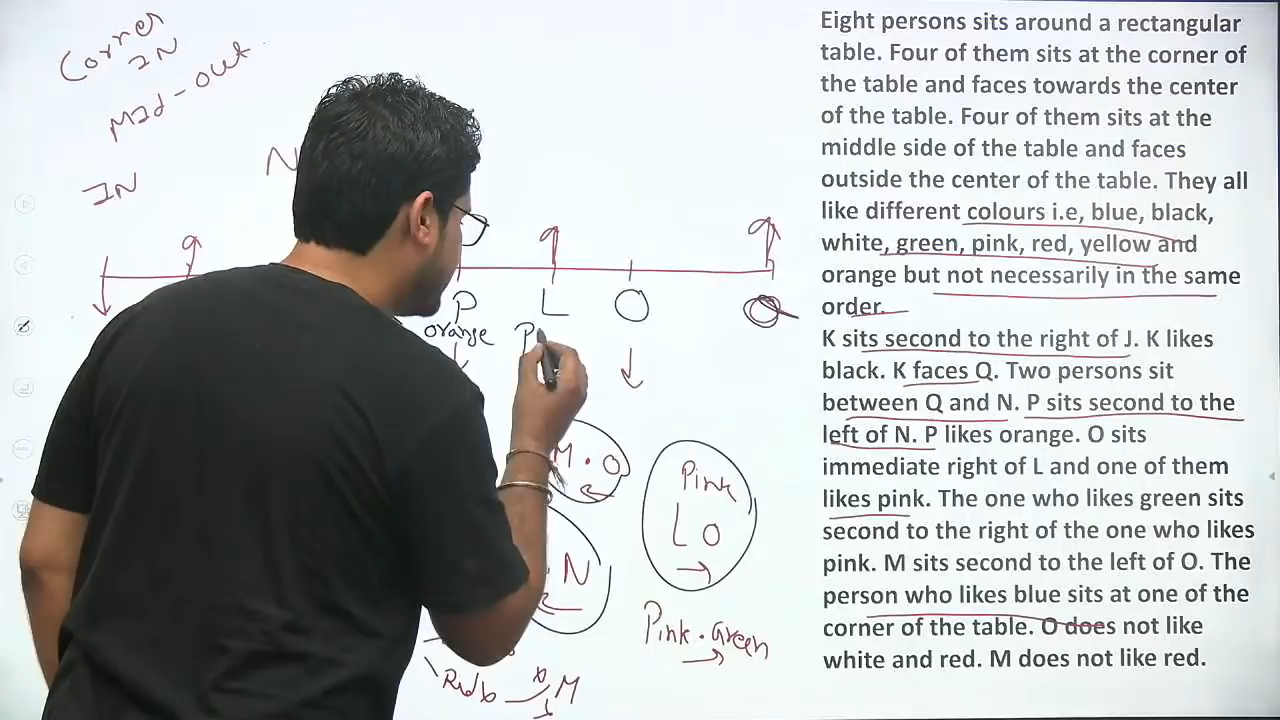 Corner
IN
Mid-out
IN
N
P
orange
L
P
O
Q
M . O
Pink
L O
N
Pink . Green
Red
M
Eight persons sits around a rectangular
table. Four of them sits at the corner of
the table and faces towards the center
of the table. Four of them sits at the
middle side of the table and faces
outside the center of the table. They all
like different colours i.e, blue, black,
white, green, pink, red, yellow and
orange but not necessarily in the same
order.
K sits second to the right of J. K likes
black. K faces Q. Two persons sit
between Q and N. P sits second to the
left of N. P likes orange. O sits
immediate right of L and one of them
likes pink. The one who likes green sits
second to the right of the one who likes
pink. M sits second to the left of O. The
person who likes blue sits at one of the
corner of the table. O does not like
white and red. M does not like red.